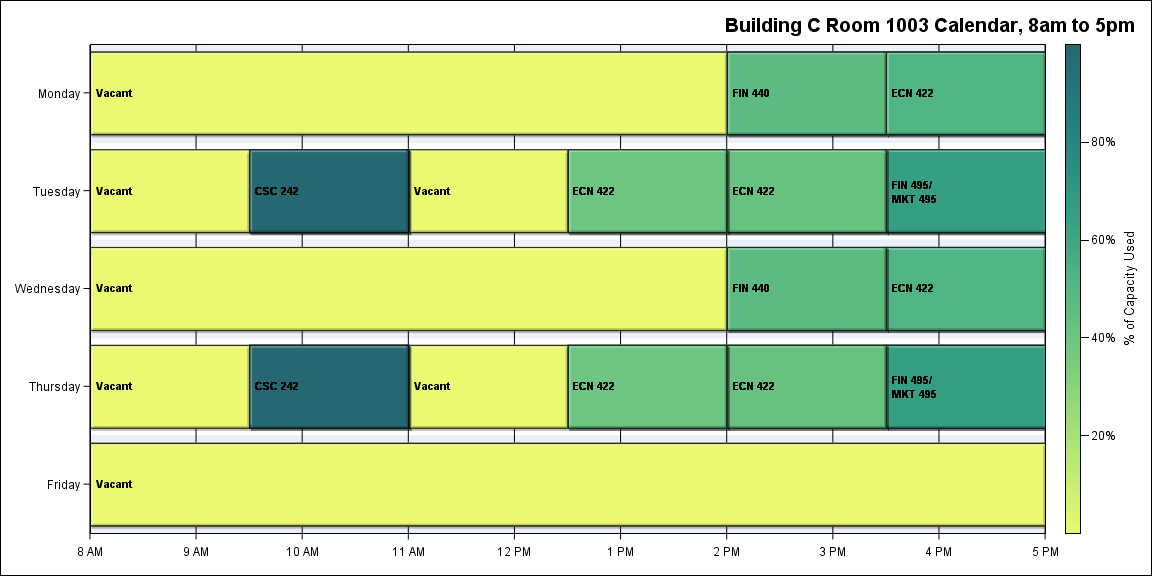 Building C Room 1003 Calendar, 8am to 5pm
Monday
Vacant
FIN 440
ECN 422
Tuesday
Vacant
CSC 242
Vacant
ECN 422
ECN 422
FIN 495/
MKT 495
Wednesday
Vacant
FIN 440
ECN 422
Thursday
Vacant
CSC 242
Vacant
ECN 422
ECN 422
FIN 495/
MKT 495
Friday
Vacant
8 AM
9 AM
10 AM
11 AM
12 PM
1 PM
2 PM
3 PM
4 PM
5 PM
80%
60%
40%
20%
% of Capacity Used